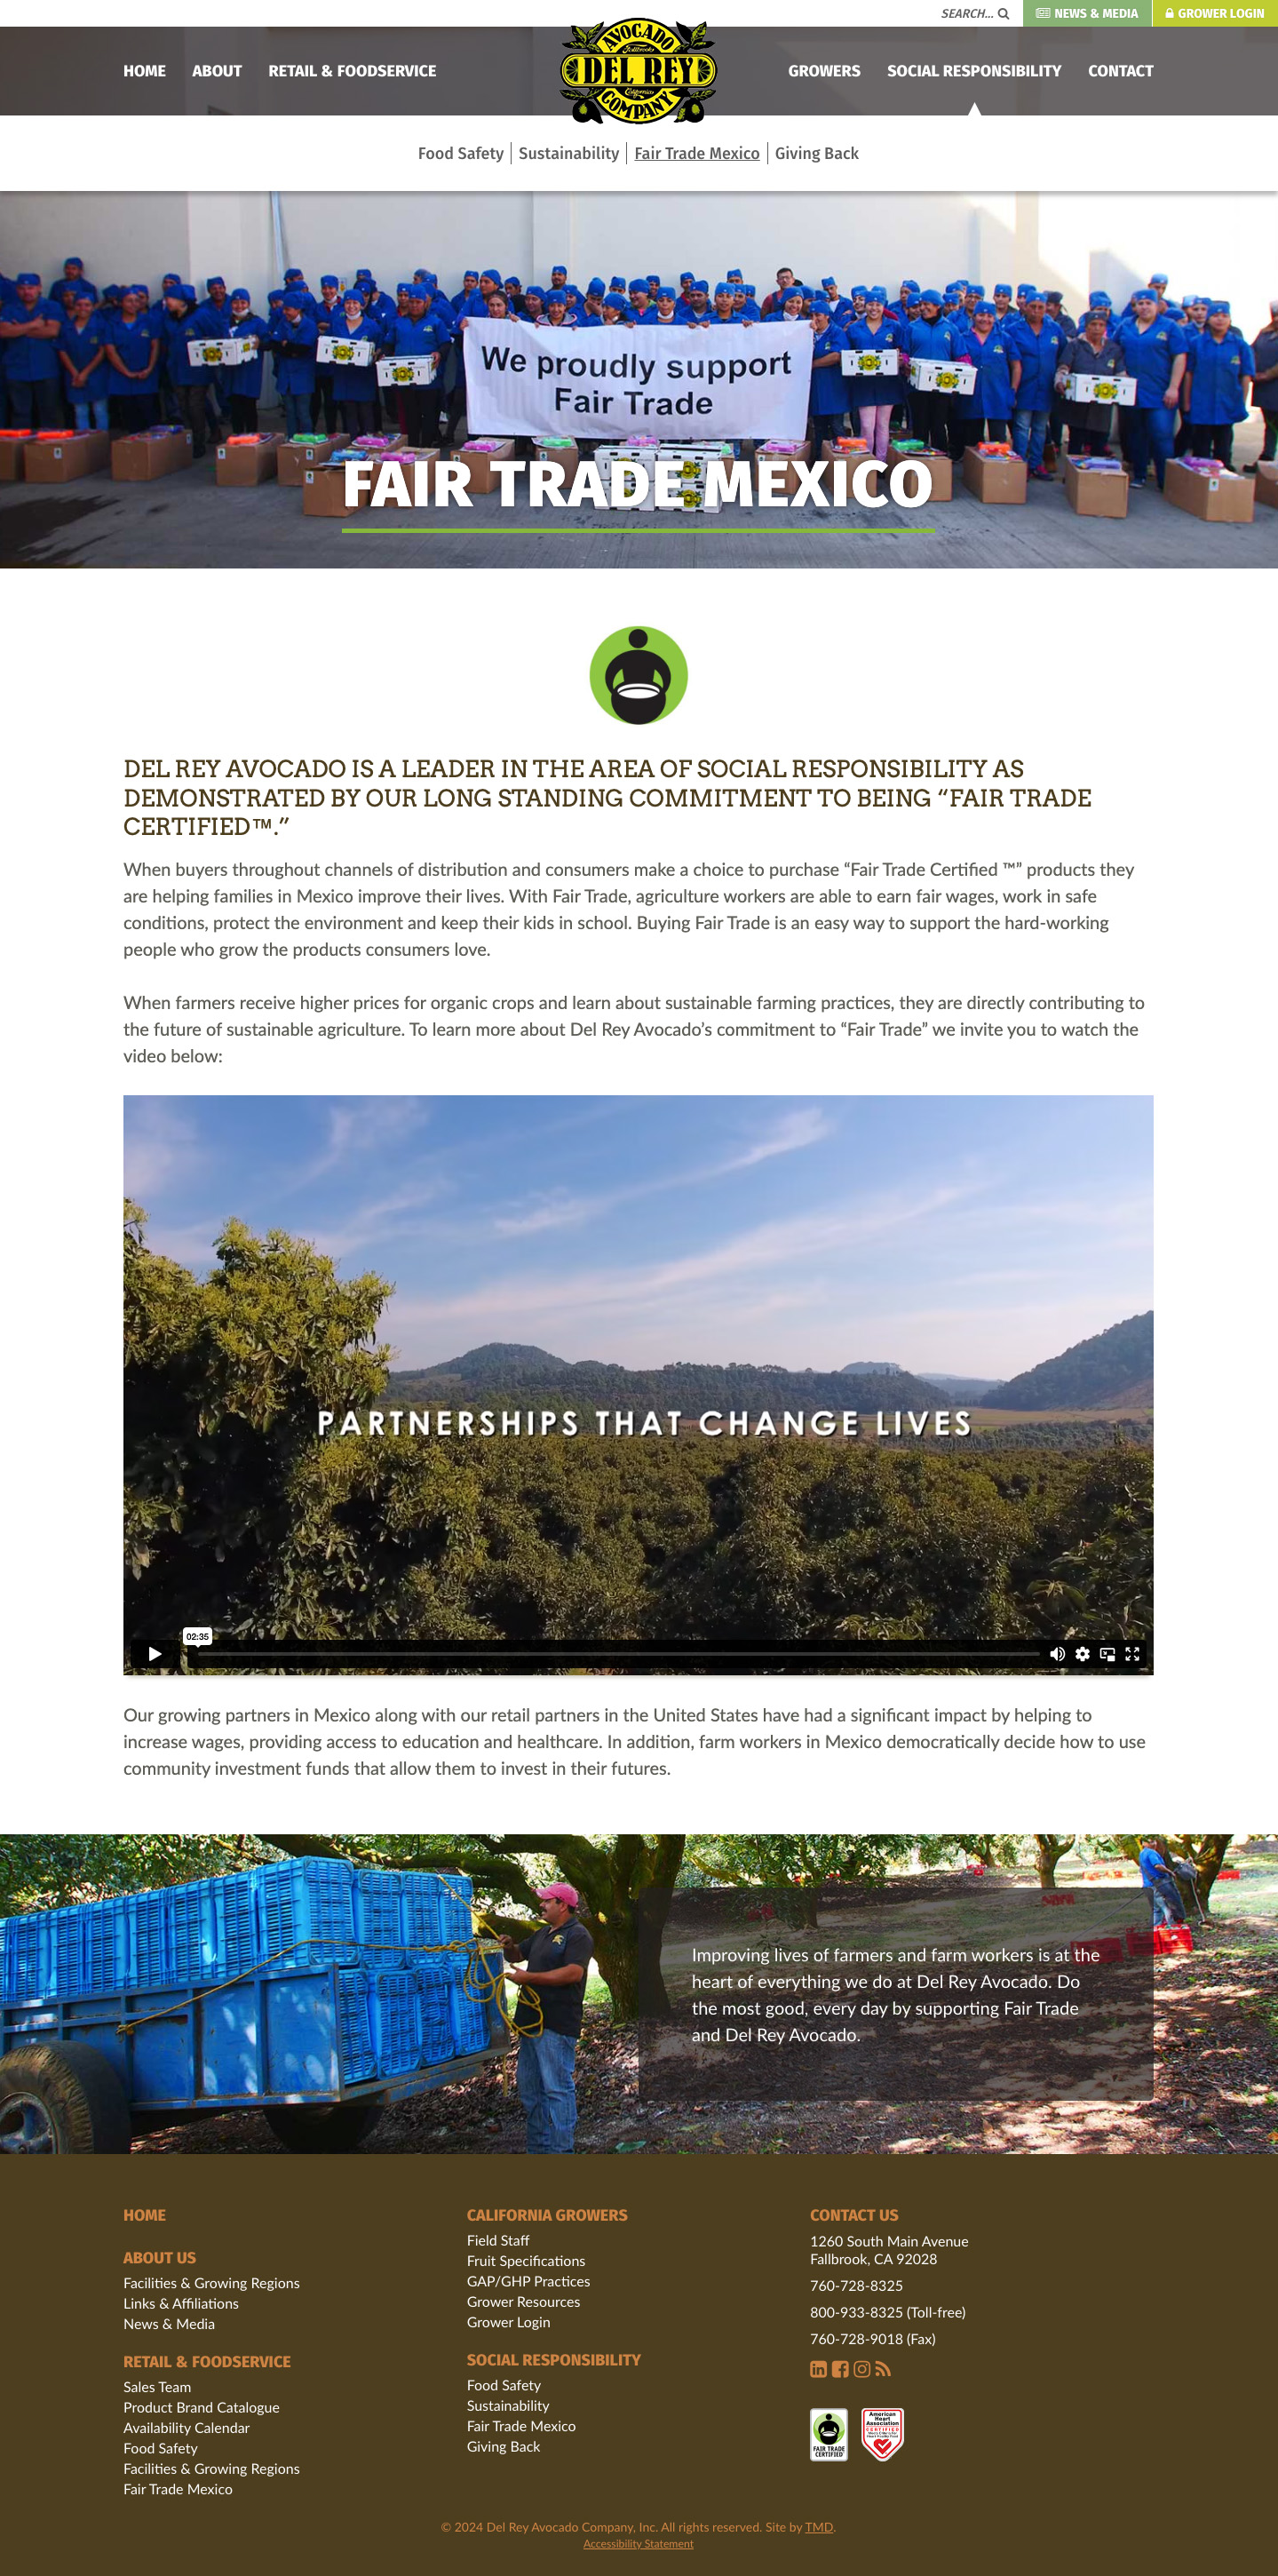 SEARCH...
NEWS & MEDIA
GROWER LOGIN
HOME
ABOUT
RETAIL & FOODSERVICE
AVOCADO
DEL REY
California
COMPANY
GROWERS
SOCIAL RESPONSIBILITY
CONTACT
Food Safety
Sustainability
Fair Trade Mexico
Giving Back
We proudly support
Fair Trade
FAIR TRADE MEXICO
DEL REY AVOCADO IS A LEADER IN THE AREA OF SOCIAL RESPONSIBILITY AS
DEMONSTRATED BY OUR LONG STANDING COMMITMENT TO BEING “FAIR TRADE
CERTIFIED™.”
When buyers throughout channels of distribution and consumers make a choice to purchase “Fair Trade Certified ™” products they
are helping families in Mexico improve their lives. With Fair Trade, agriculture workers are able to earn fair wages, work in safe
conditions, protect the environment and keep their kids in school. Buying Fair Trade is an easy way to support the hard-working
people who grow the products consumers love.
When farmers receive higher prices for organic crops and learn about sustainable farming practices, they are directly contributing to
the future of sustainable agriculture. To learn more about Del Rey Avocado’s commitment to “Fair Trade” we invite you to watch the
video below:
PARTNERSHIPS THAT CHANGE LIVES
02:35
Our growing partners in Mexico along with our retail partners in the United States have had a significant impact by helping to
increase wages, providing access to education and healthcare. In addition, farm workers in Mexico democratically decide how to use
community investment funds that allow them to invest in their futures.
Improving lives of farmers and farm workers is at the
heart of everything we do at Del Rey Avocado. Do
the most good, every day by supporting Fair Trade
and Del Rey Avocado.
HOME
ABOUT US
Facilities & Growing Regions
Links & Affiliations
News & Media
RETAIL & FOODSERVICE
Sales Team
Product Brand Catalogue
Availability Calendar
Food Safety
Facilities & Growing Regions
Fair Trade Mexico
CALIFORNIA GROWERS
Field Staff
Fruit Specifications
GAP/GHP Practices
Grower Resources
Grower Login
SOCIAL RESPONSIBILITY
Food Safety
Sustainability
Fair Trade Mexico
Giving Back
CONTACT US
1260 South Main Avenue
Fallbrook, CA 92028
760-728-8325
800-933-8325 (Toll-free)
760-728-9018 (Fax)
FAIR TRADE
CERTIFIED
American
Heart
Association
CERTIFIED
© 2024 Del Rey Avocado Company, Inc. All rights reserved. Site by TMD.
Accessibility Statement